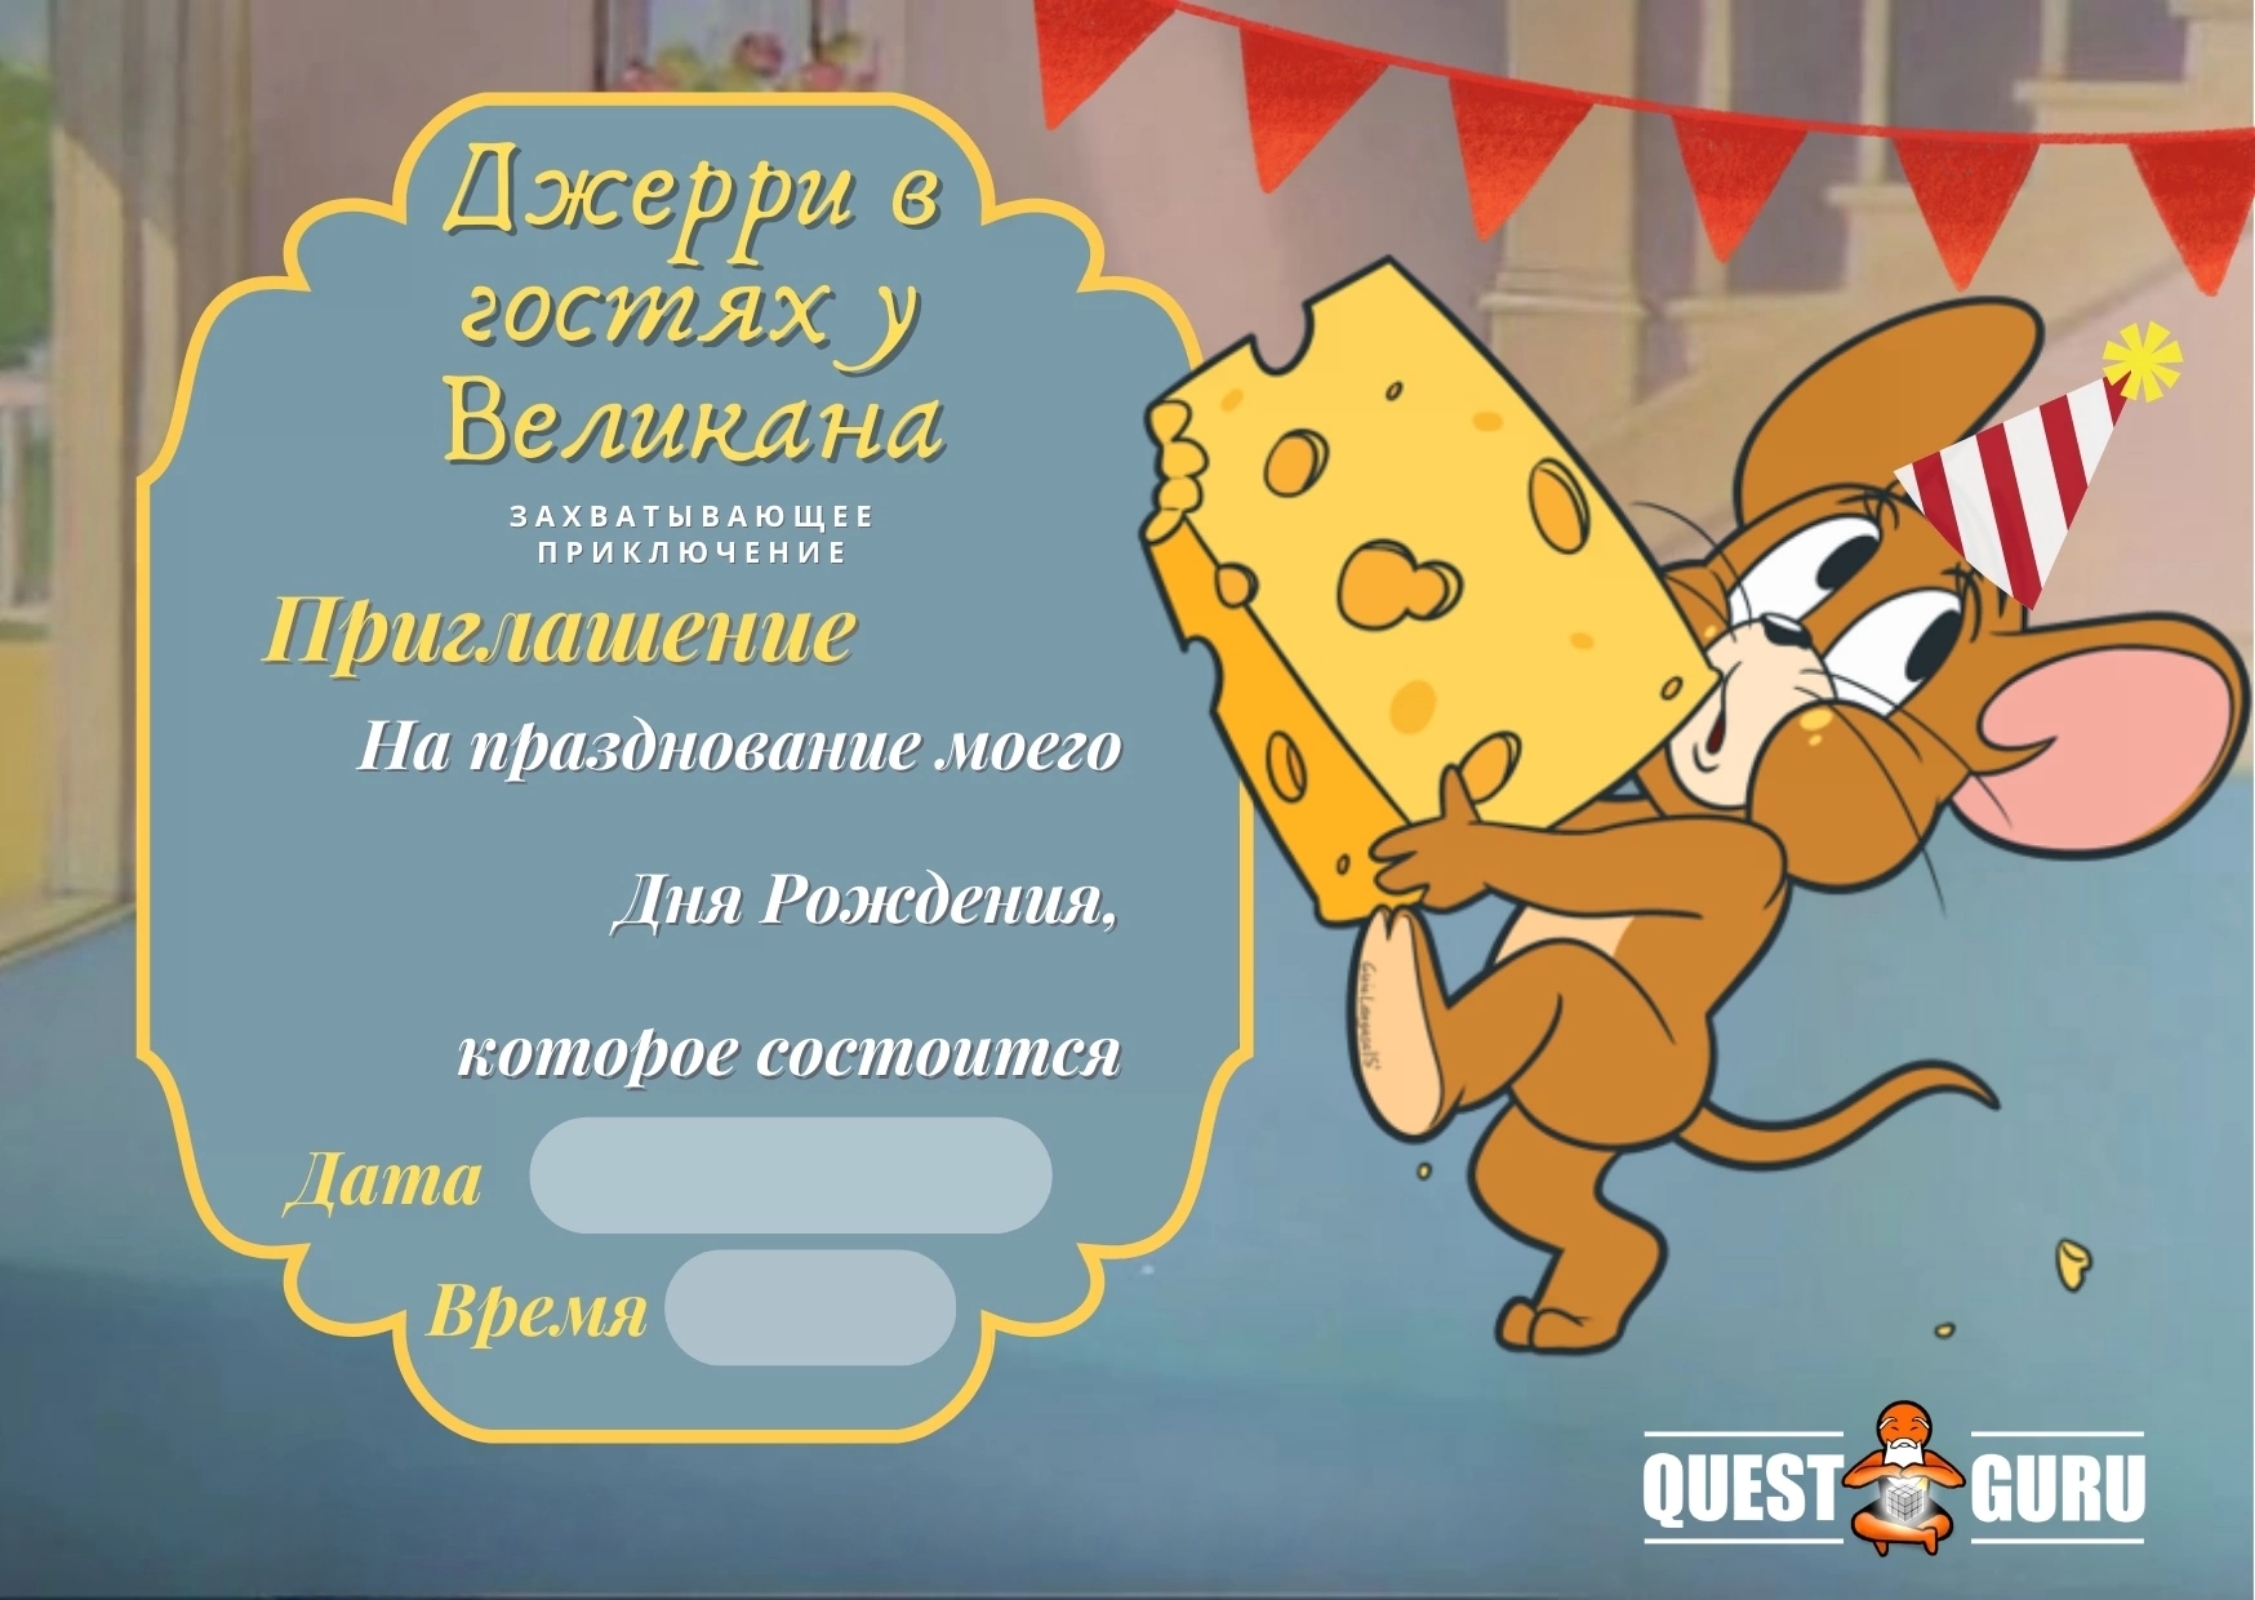 Джерри в
гостях у
Великана
ЗАХВАТЫВАЮЩЕЕ
ПРИКЛЮЧЕНИЕ
Приглашение
На празднование моего
Дня Рождения,
которое состоится
Дата
Время
QUEST GURU